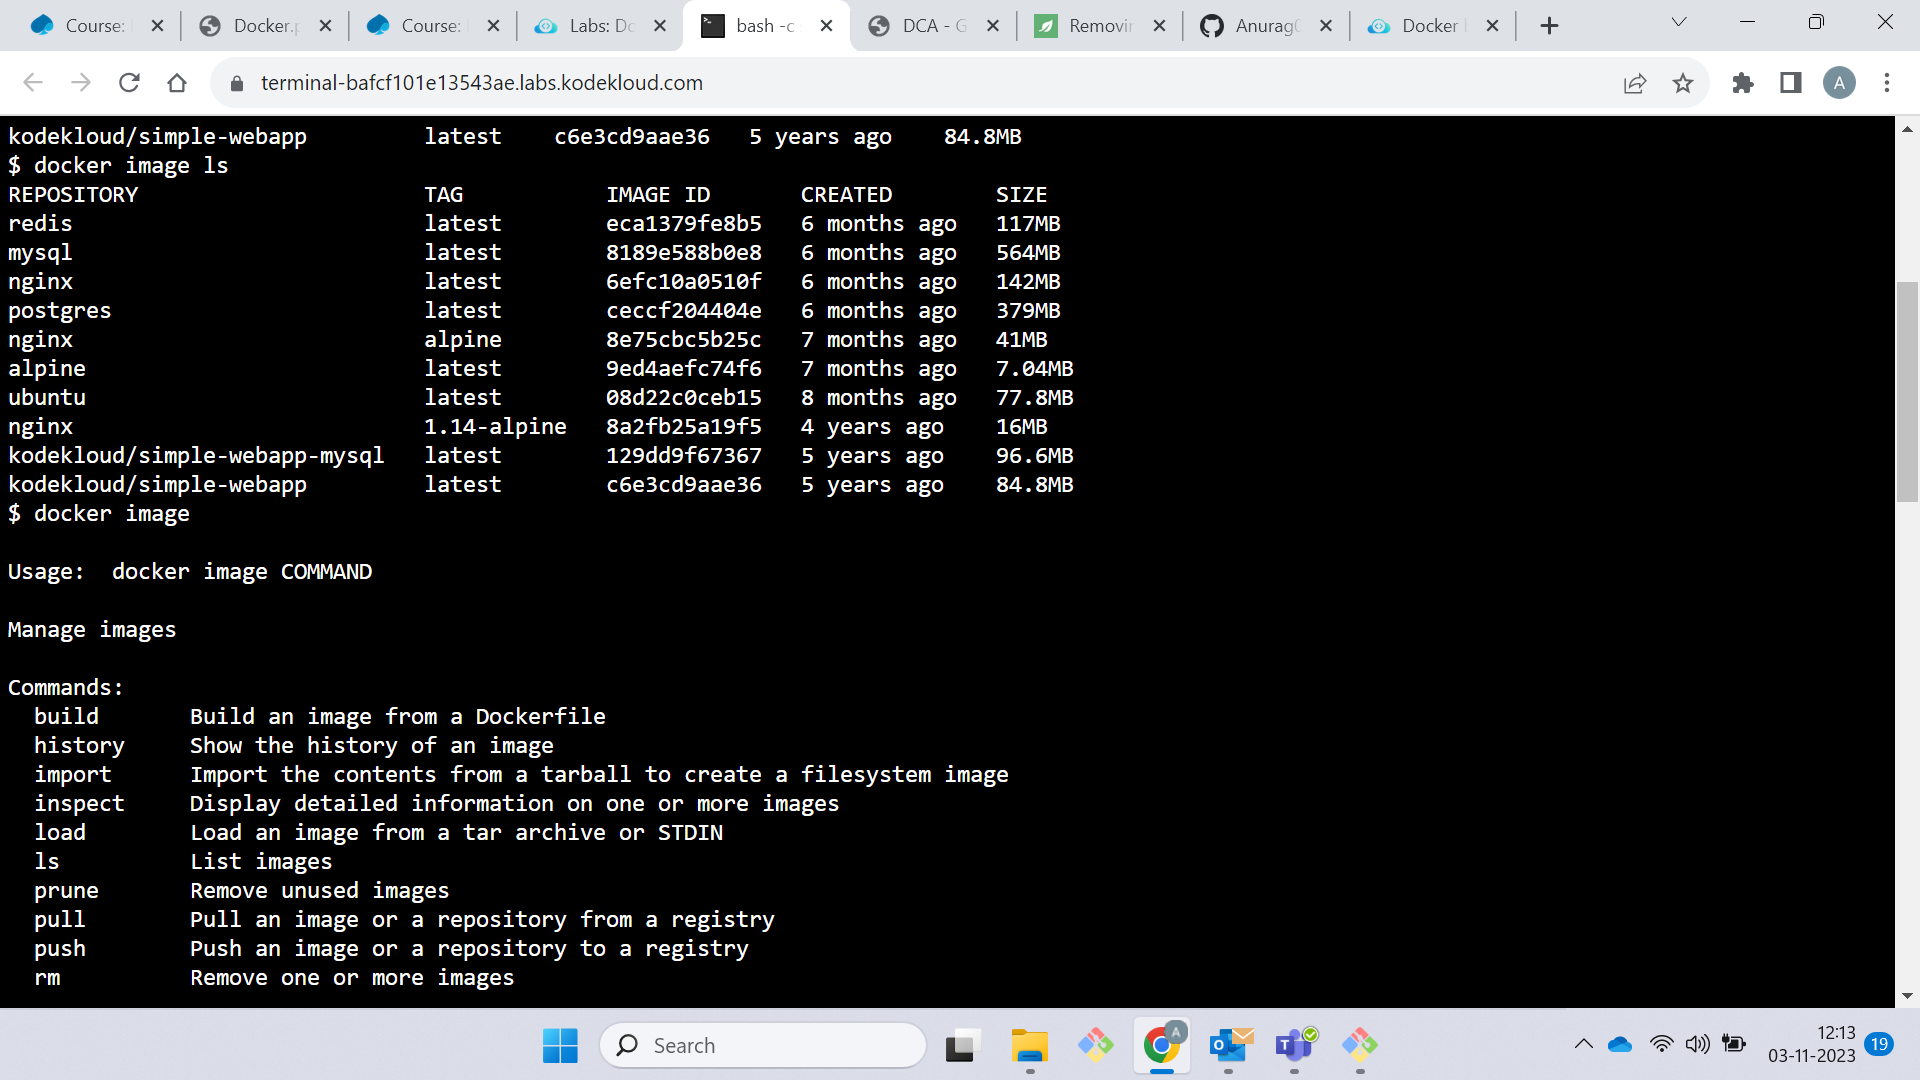 Course:
Docker.p
Course:
Labs: Do
bash -c
DCA - G
Removin
Anurag
Docker
terminal-bafcf101e13543ae.labs.kodekloud.com
A
kodekloud/simple-webapp latest c6e3cd9aae36 5 years ago 84.8MB
$ docker image ls
REPOSITORY TAG IMAGE ID CREATED SIZE
redis latest eca1379fe8b5 6 months ago 117MB
mysql latest 8189e588b0e8 6 months ago 564MB
nginx latest 6efc10a0510f 6 months ago 142MB
postgres latest ceccf204404e 6 months ago 379MB
nginx alpine 8e75cbc5b25c 7 months ago 41MB
alpine latest 9ed4aefc74f6 7 months ago 7.04MB
ubuntu latest 08d22c0ceb15 8 months ago 77.8MB
nginx 1.14-alpine 8a2fb25a19f5 4 years ago 16MB
kodekloud/simple-webapp-mysql latest 129dd9f67367 5 years ago 96.6MB
kodekloud/simple-webapp latest c6e3cd9aae36 5 years ago 84.8MB
$ docker image
Usage: docker image COMMAND
Manage images
Commands:
build Build an image from a Dockerfile
history Show the history of an image
import Import the contents from a tarball to create a filesystem image
inspect Display detailed information on one or more images
load Load an image from a tar archive or STDIN
ls List images
prune Remove unused images
pull Pull an image or a repository from a registry
push Push an image or a repository to a registry
rm Remove one or more images
Search
A
12:13
03-11-2023
19